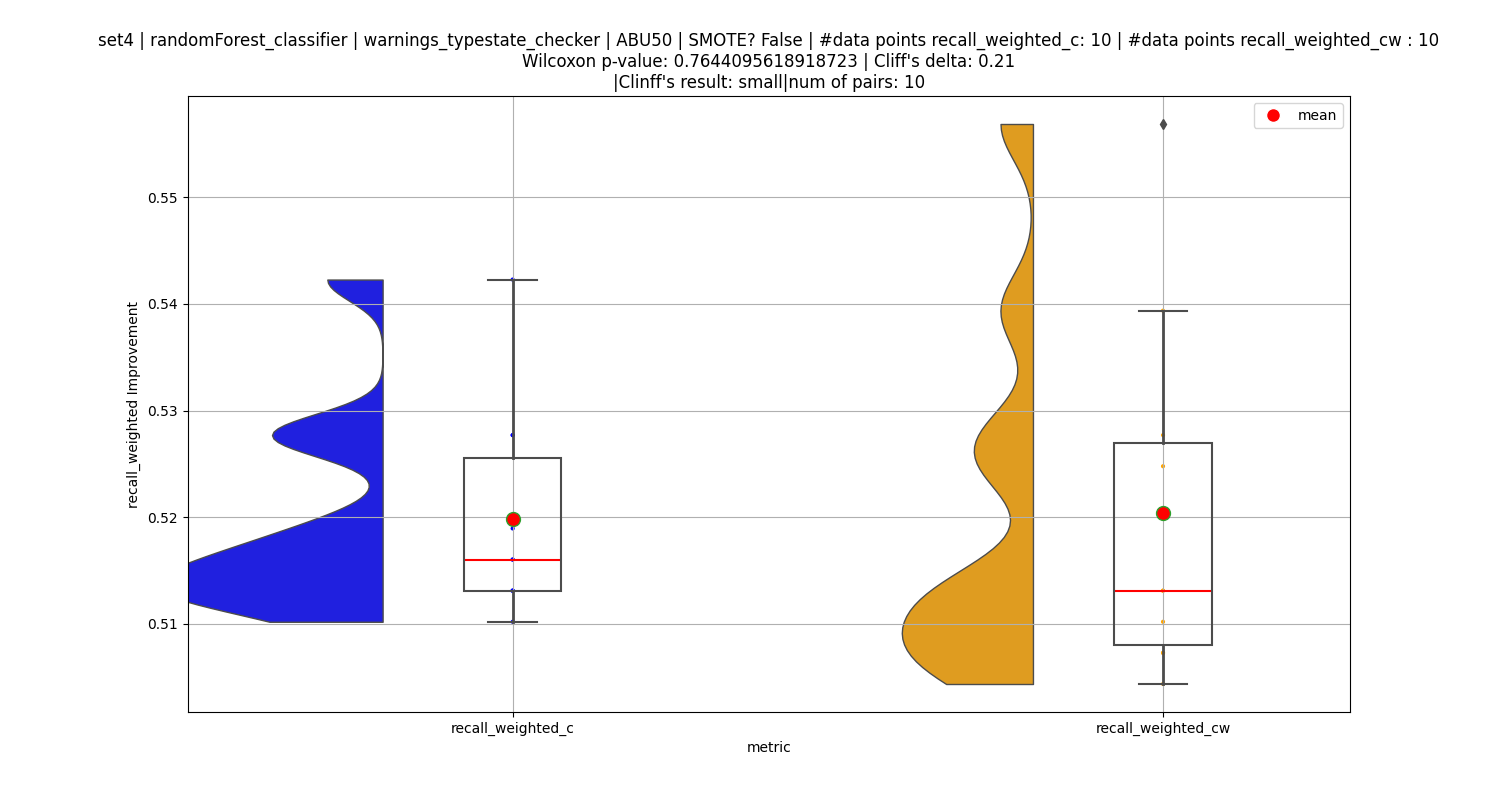 set4 | randomForest_classifier | warnings_typestate_checker | ABU50 | SMOTE? False | #data points recall_weighted_c: 10 | #data points recall_weighted_cw : 10
Wilcoxon p-value: 0.7644095618918723 | Cliff's delta: 0.21
|Clinff's result: small|num of pairs: 10
mean
0.55
0.54
0.53
0.52
0.51
recall_weighted Improvement
recall_weighted_c
recall_weighted_cw
metric